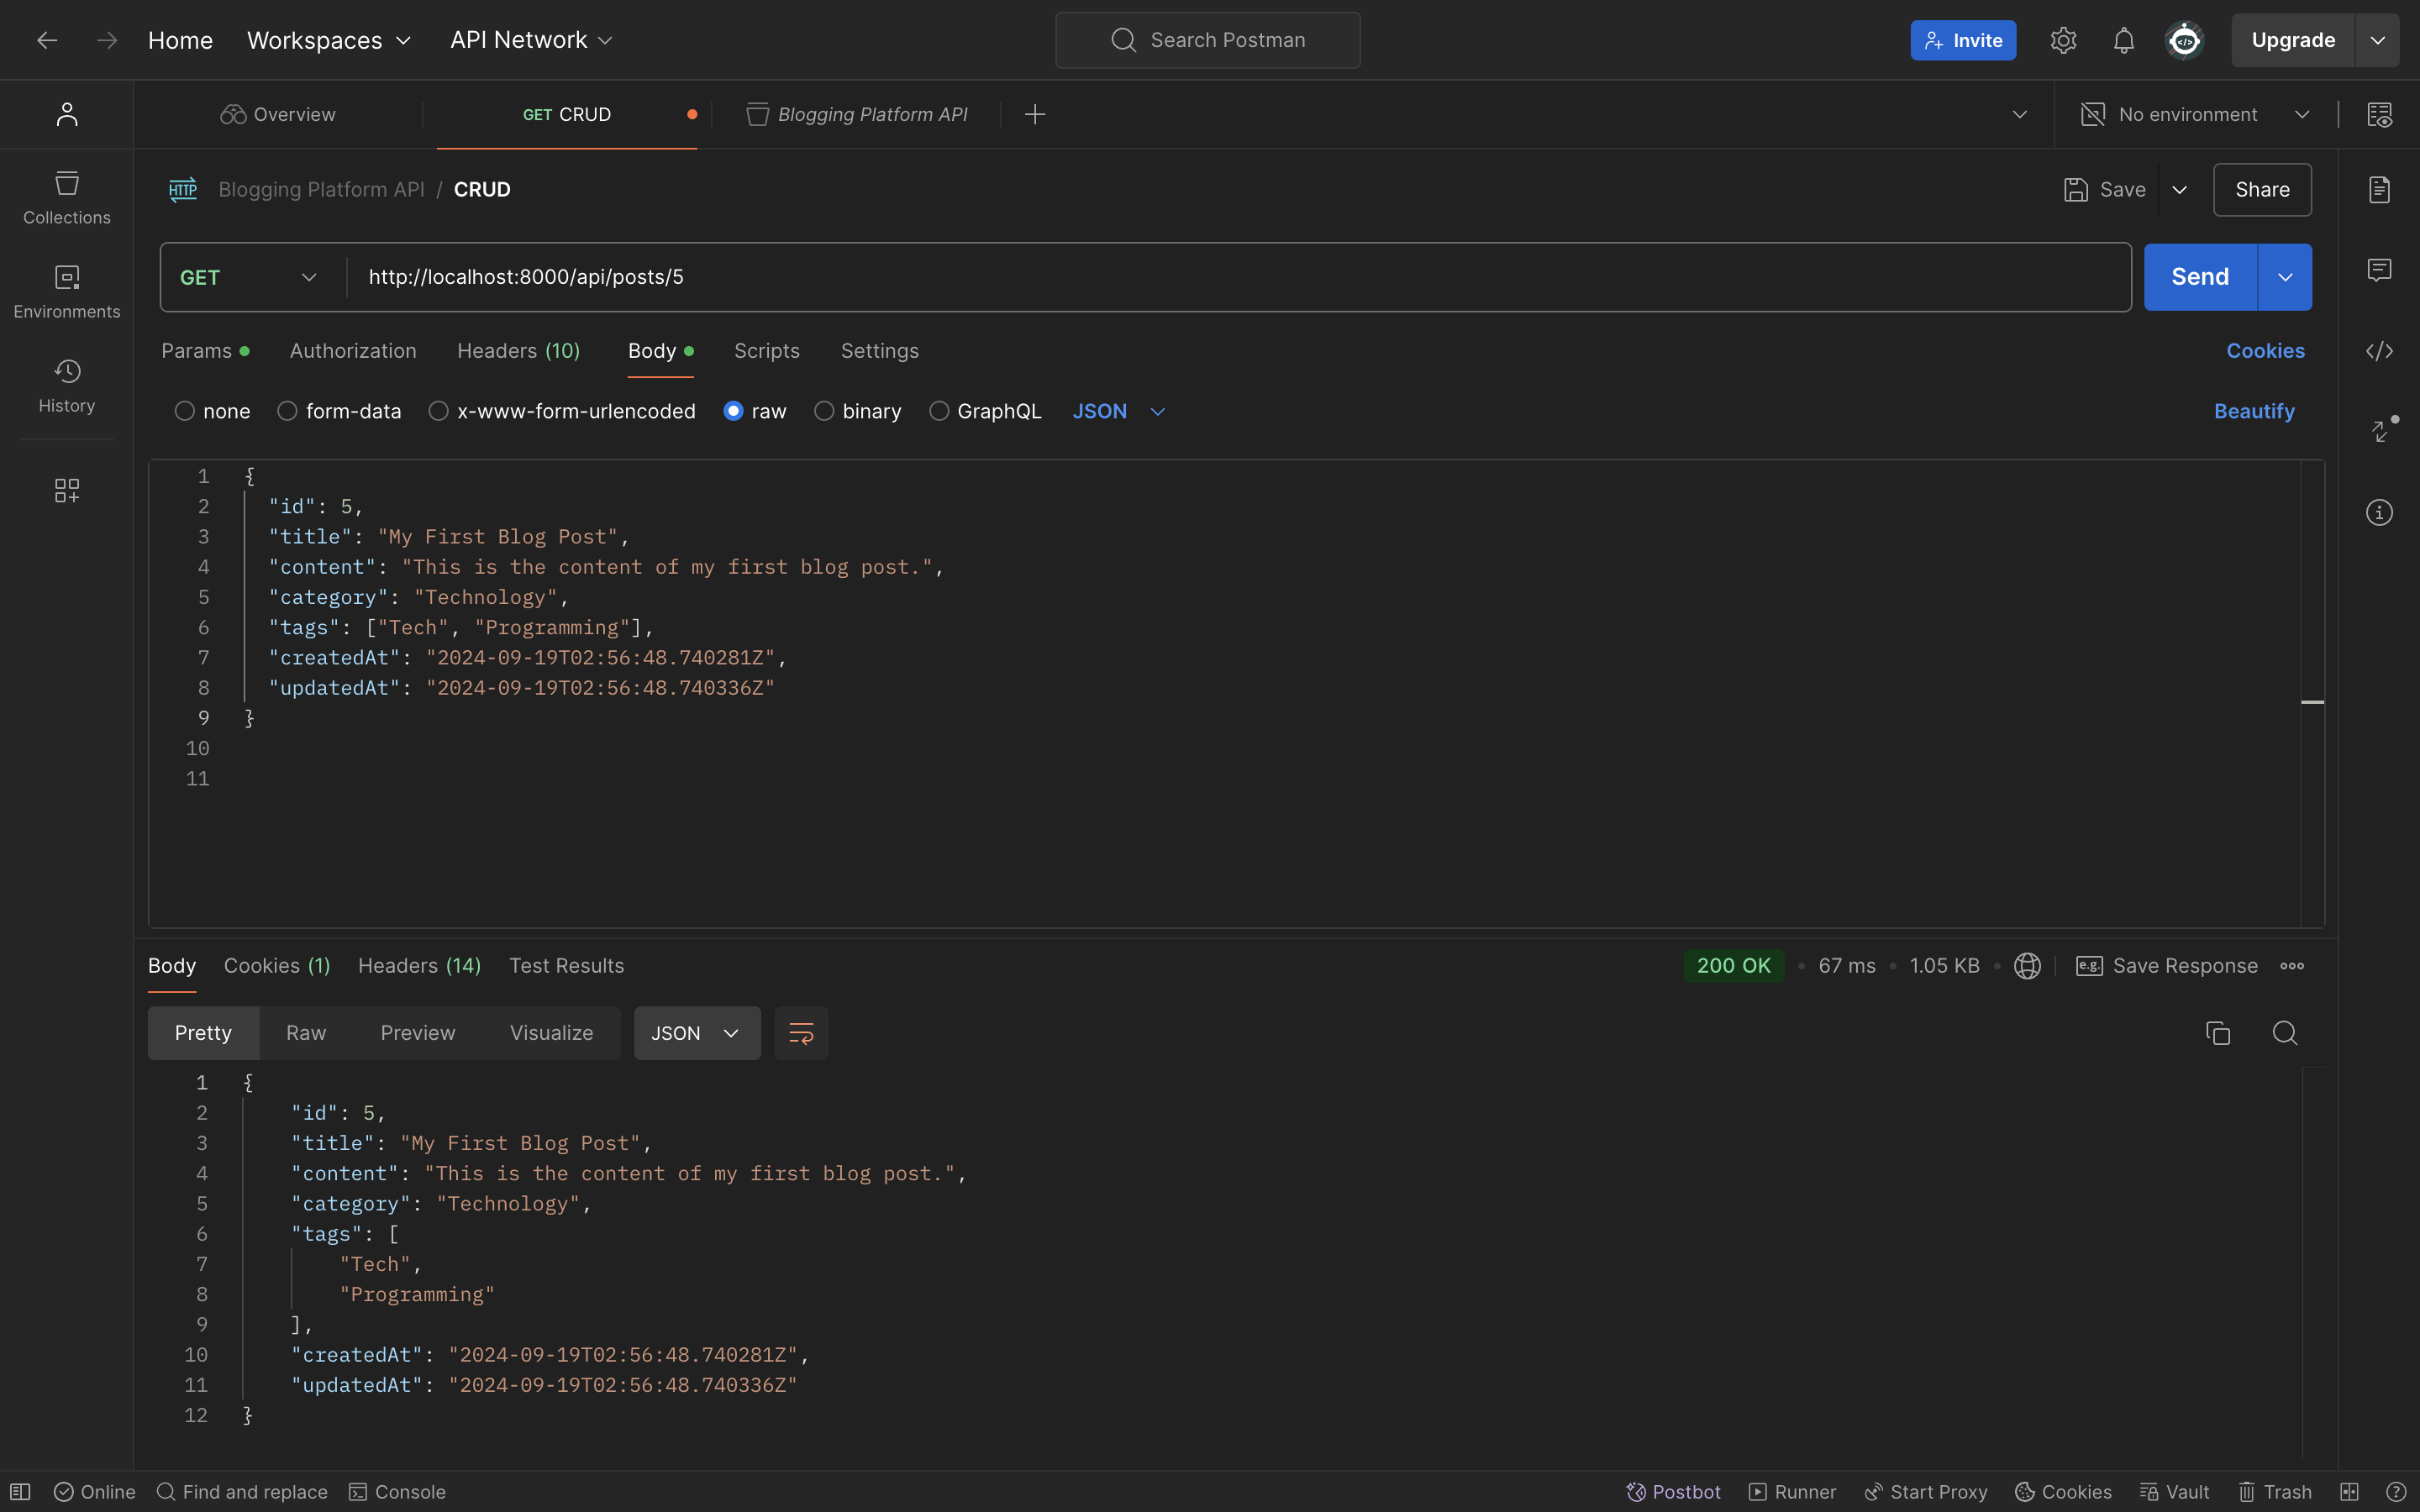 Home Workspaces API Network Search Postman Invite Upgrade
Overview GET CRUD Blogging Platform API No environment
HTTP Blogging Platform API / CRUD Save Share
Collections
GET http://localhost:8000/api/posts/5 Send
Environments
Params Authorization Headers (10) Body Scripts Settings Cookies
History
none form-data x-www-form-urlencoded raw binary GraphQL JSON Beautify
1 {
2 "id": 5,
3 "title": "My First Blog Post",
4 "content": "This is the content of my first blog post.",
5 "category": "Technology",
6 "tags": ["Tech", "Programming"],
7 "createdAt": "2024-09-19T02:56:48.740281Z",
8 "updatedAt": "2024-09-19T02:56:48.740336Z"
9 }
10
11
Body Cookies (1) Headers (14) Test Results 200 OK 67 ms 1.05 KB e.g. Save Response
Pretty Raw Preview Visualize JSON
1 {
2 "id": 5,
3 "title": "My First Blog Post",
4 "content": "This is the content of my first blog post.",
5 "category": "Technology",
6 "tags": [
7 "Tech",
8 "Programming"
9 ],
10 "createdAt": "2024-09-19T02:56:48.740281Z",
11 "updatedAt": "2024-09-19T02:56:48.740336Z"
12 }
Online Find and replace Console Postbot Runner Start Proxy Cookies Vault Trash